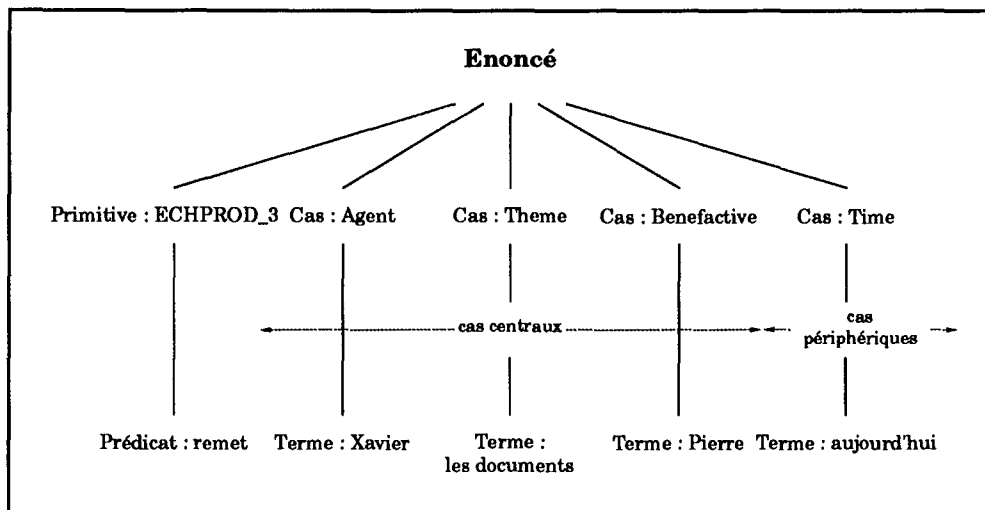 Enoncé
Primitive : ECHPROD_3 Cas : Agent Cas : Theme Cas : Benefactive Cas : Time
cas centraux
cas
périphériques
Prédicat : remet Terme : Xavier Terme :
les documents
Terme : Pierre Terme : aujourd'hui